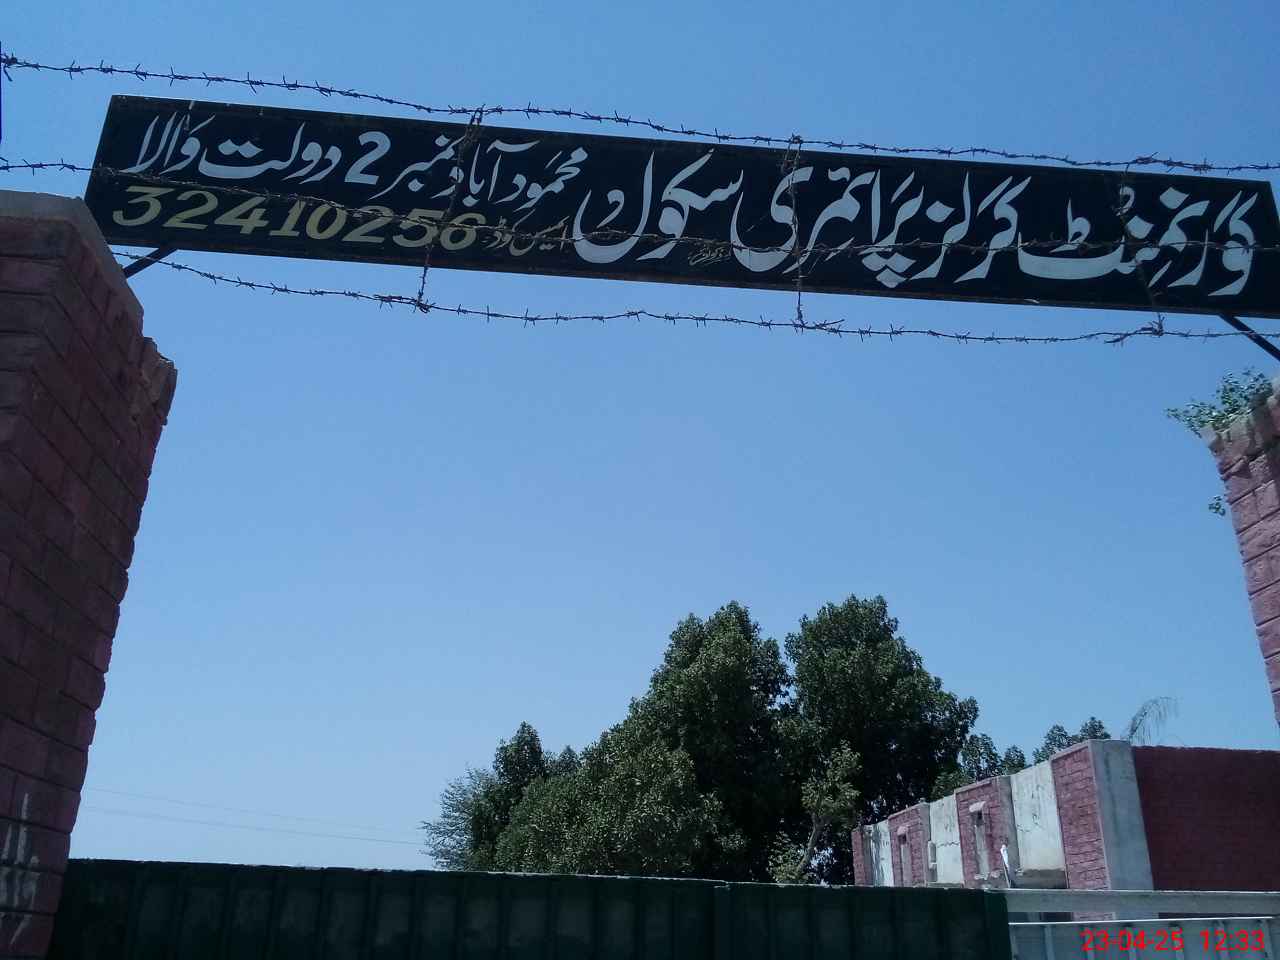 گورنمنٹ گرلز پرائمری سکول محمود آباد نمبر 2 دولت والا
32410256
23-04-25 12:33